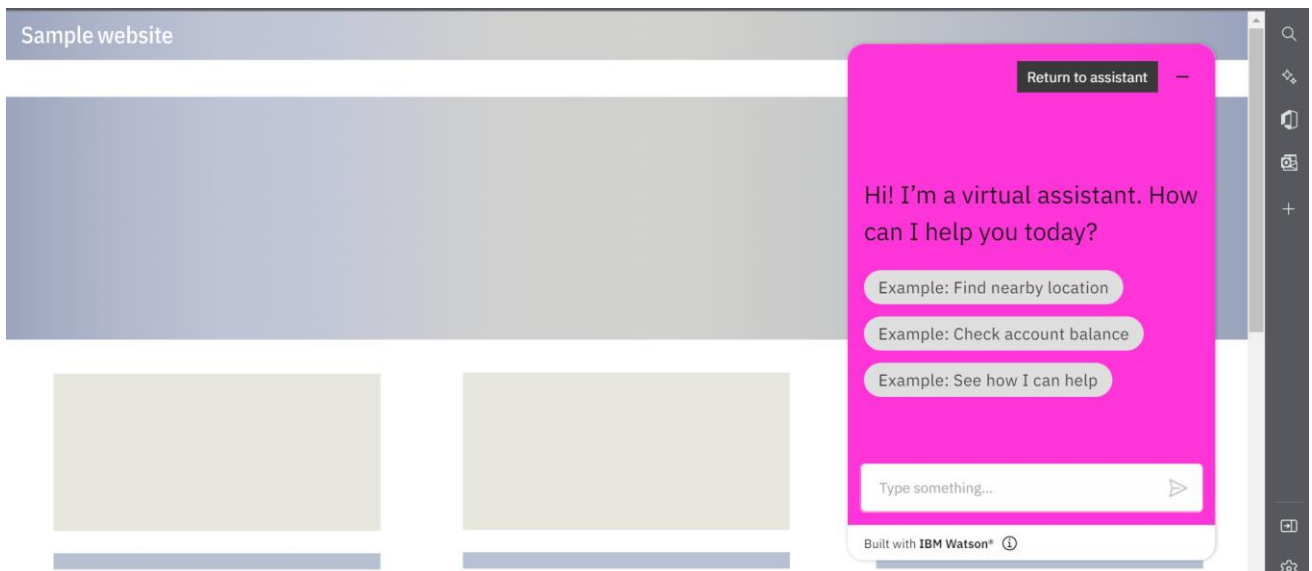 Sample website
Return to assistant
Hi! I'm a virtual assistant. How
can I help you today?
Example: Find nearby location
Example: Check account balance
Example: See how I can help
Type something...
Built with IBM Watson®